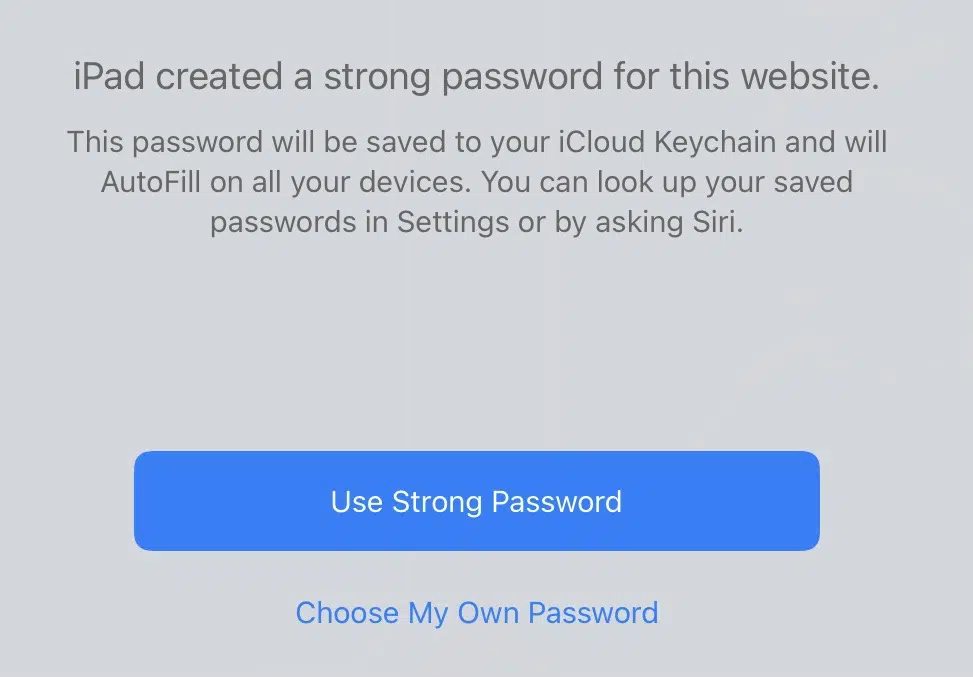 iPad created a strong password for this website.
This password will be saved to your iCloud Keychain and will
AutoFill on all your devices. You can look up your saved
passwords in Settings or by asking Siri.
Use Strong Password
Choose My Own Password